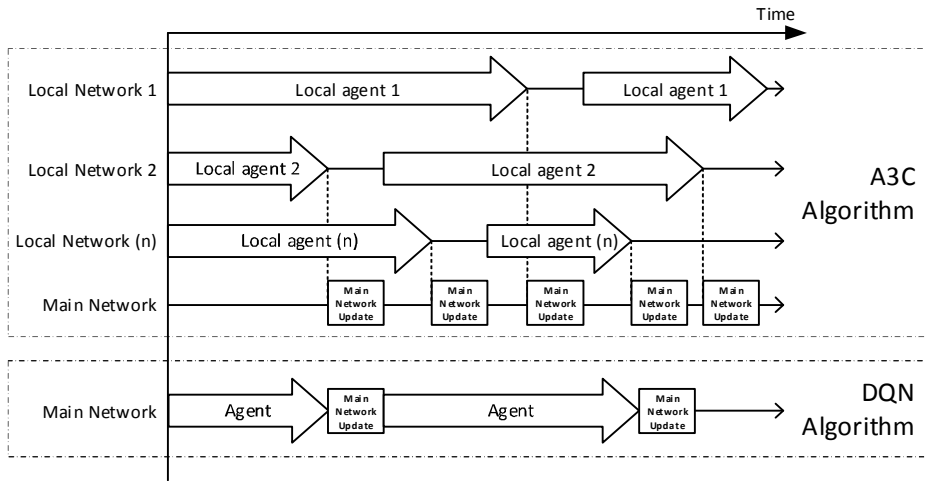 Time
Local Network 1
Local agent 1
Local agent 1
Local Network 2
Local agent 2
Local agent 2
A3C
Algorithm
Local Network (n)
Local agent (n)
Local agent (n)
Main Network
Main
Network
Update
Main
Network
Update
Main
Network
Update
Main
Network
Update
Main
Network
Update
Main Network
Agent
Main
Network
Update
Agent
Main
Network
Update
DQN
Algorithm